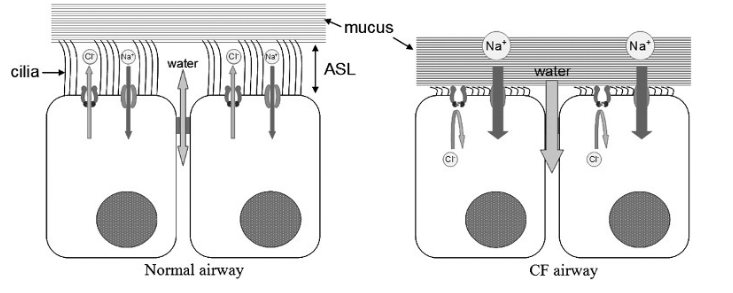 mucus
cilia
Cl-
Na+
water
Cl-
Na+
ASL
Normal airway
Na+
Na+
water
Cl-
Cl-
CF airway